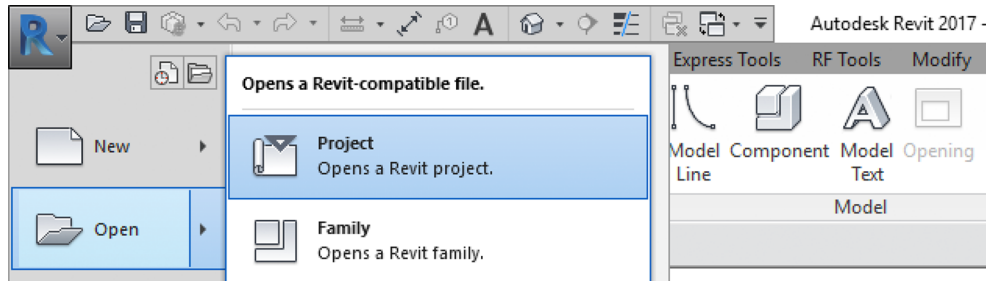 Autodesk Revit 2017 -
R
A
Express Tools RF Tools Modify
Opens a Revit-compatible file.
New
Open
Project
Opens a Revit project.
Family
Opens a Revit family.
Model Line
Component
Model Text
Opening
Model